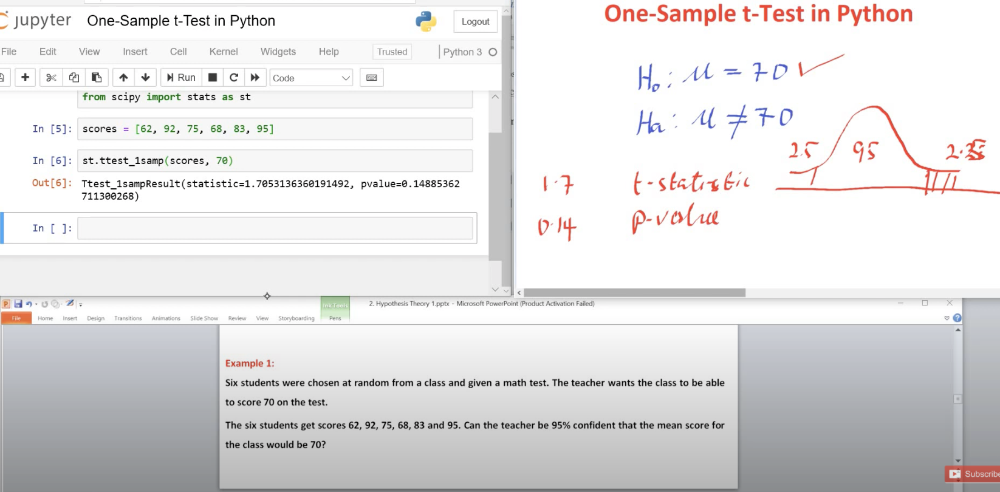 jupyter One-Sample t-Test in Python Logout
File Edit View Insert Cell Kernel Widgets Help Trusted Python 3
Run Code
from scipy import stats as st
In [5]: scores = [62, 92, 75, 68, 83, 95]
In [6]: st.ttest_1samp(scores, 70)
Out[6]: Ttest_1sampResult(statistic=1.7053136360191492, pvalue=0.14885362
711300268)
In [ ]:
One-Sample t-Test in Python
H₀: μ = 70
Ha: μ ≠ 70
2.5 95
1.7 t-statistic
0.14 p-value
Ink Tools 2. Hypothesis Theory 1.pptx - Microsoft PowerPoint (Product Activation Failed)
File Home Insert Design Transitions Animations Slide Show Review View Storyboarding Pens
Example 1:
Six students were chosen at random from a class and given a math test. The teacher wants the class to be able
to score 70 on the test.
The six students get scores 62, 92, 75, 68, 83 and 95. Can the teacher be 95% confident that the mean score for
the class would be 70?
Subscribe